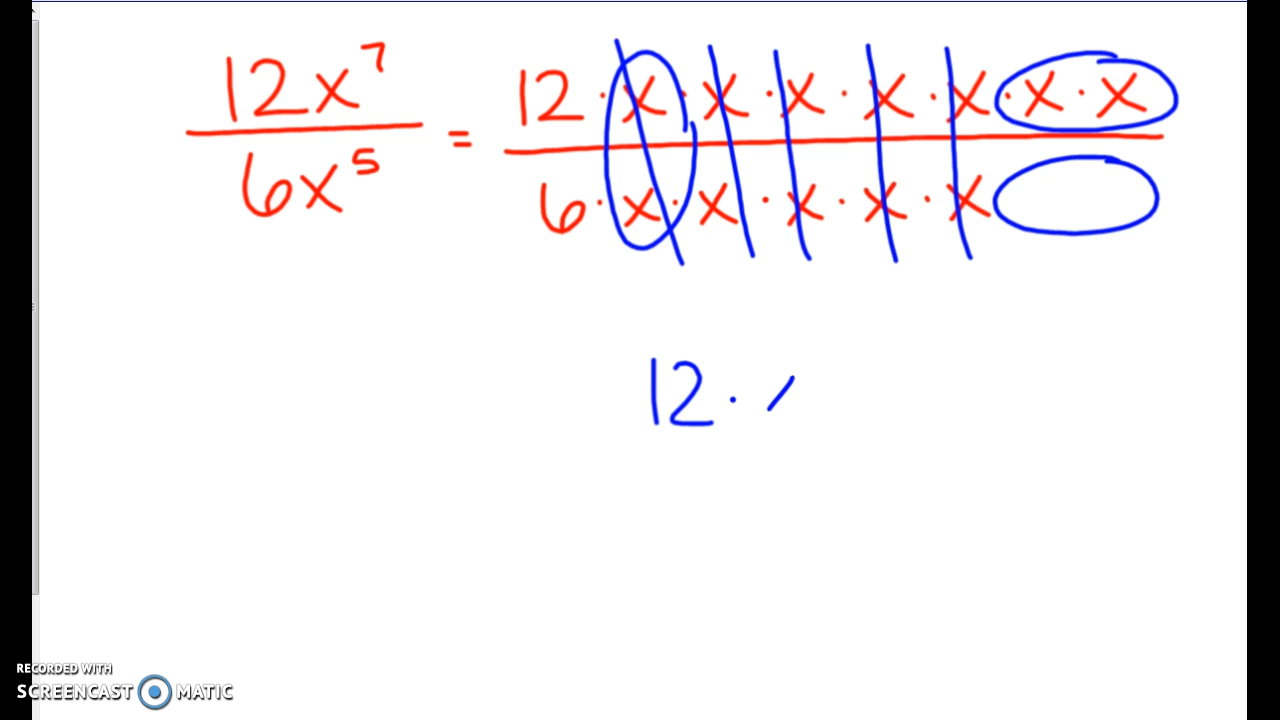 12x⁷ / 6x⁵ = 12 · x · x · x · x · x · x · x / 6 · x · x · x · x · x
12 ·
RECORDED WITH
SCREENCAST MATIC